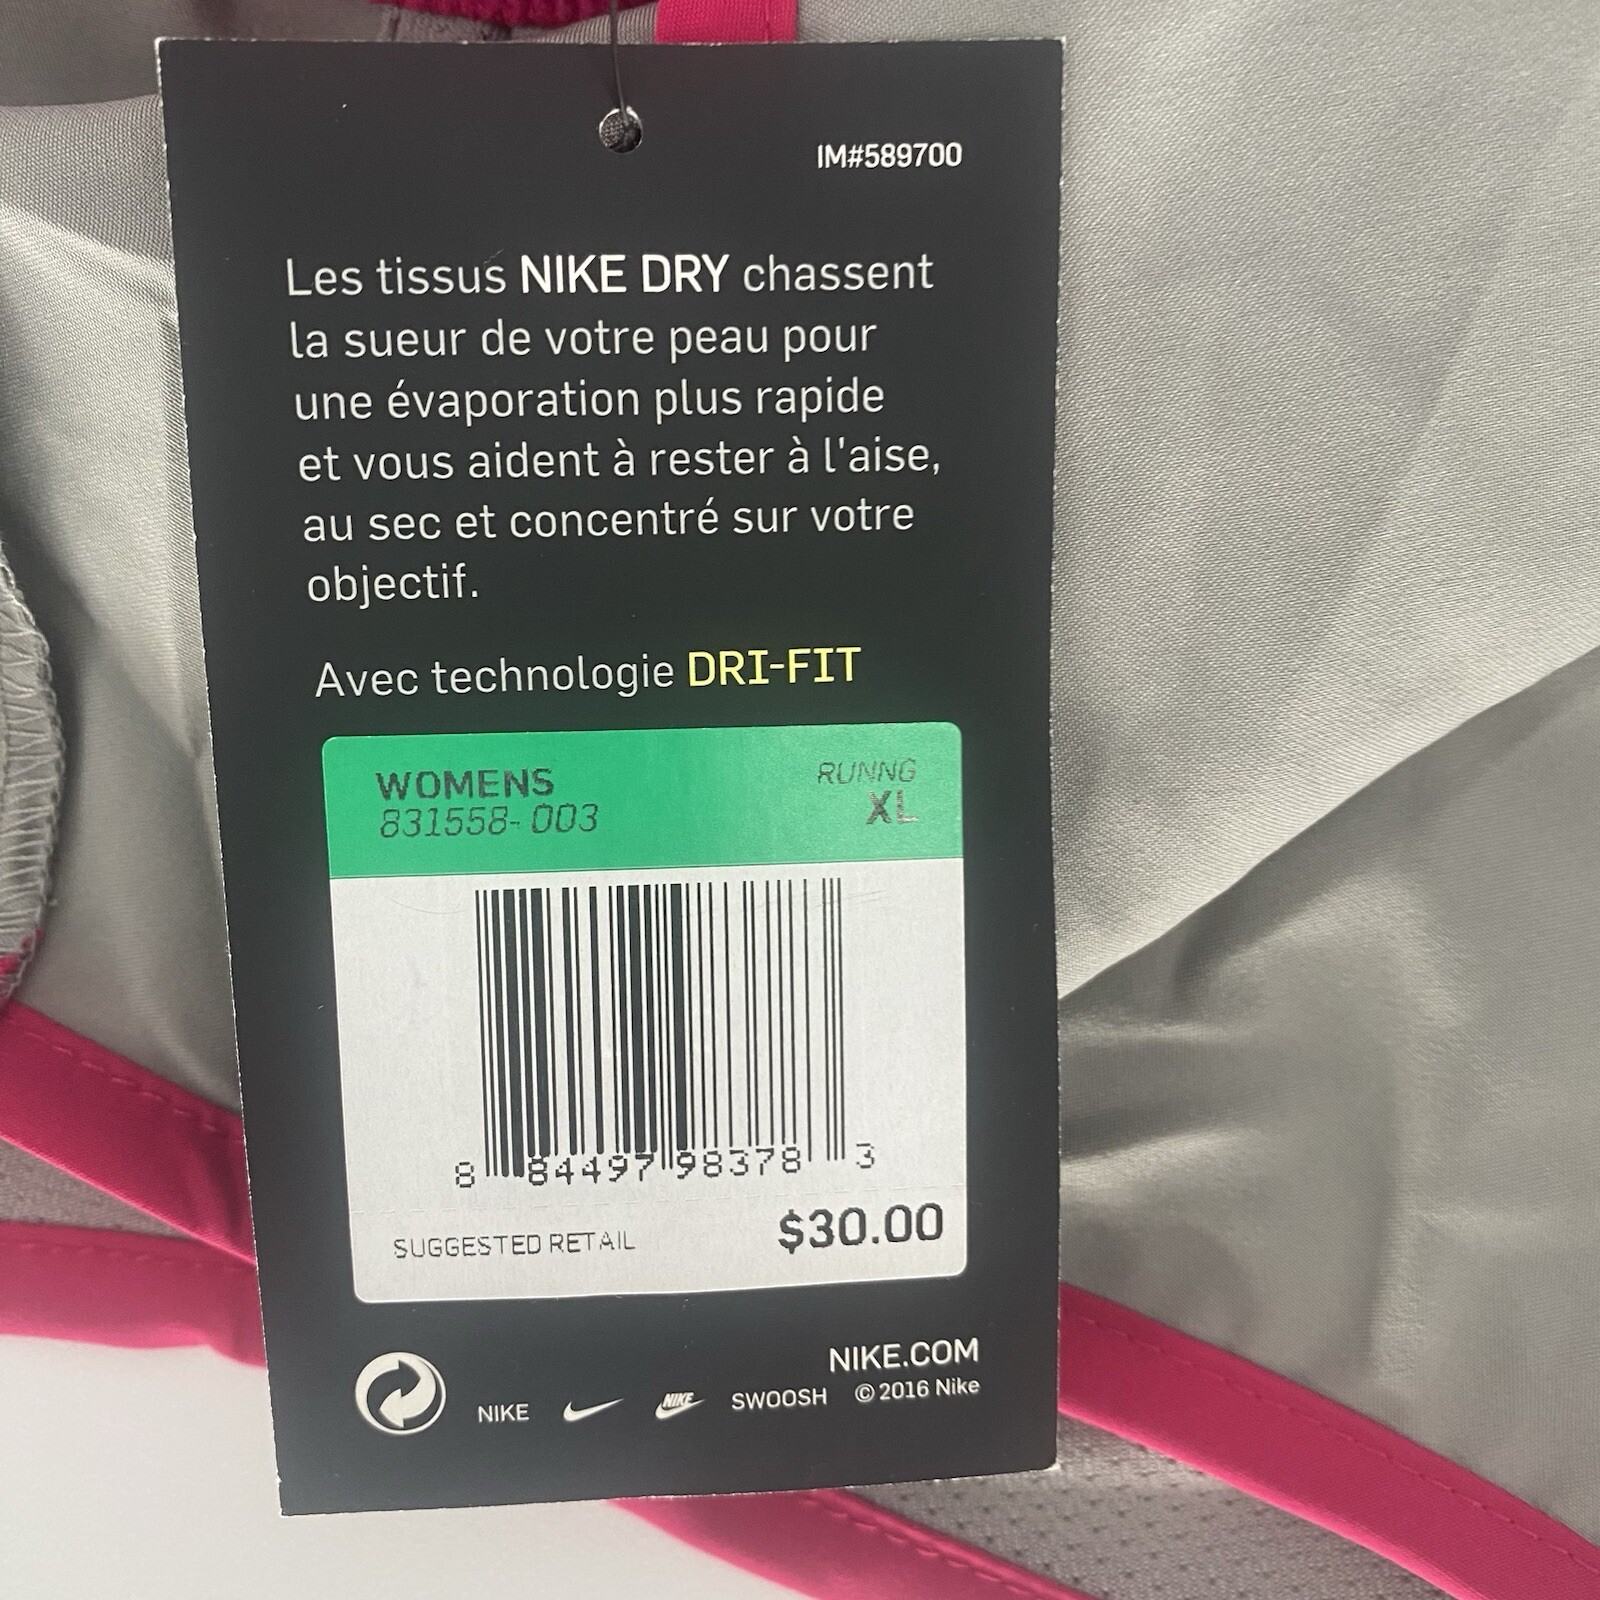 IM#589700
Les tissus NIKE DRY chassent
la sueur de votre peau pour
une évaporation plus rapide
et vous aident à rester à l'aise,
au sec et concentré sur votre
objectif.
Avec technologie DRI-FIT
WOMENS RUNNG
831558-003 XL
8 84497 98378 3
SUGGESTED RETAIL $30.00
NIKE.COM
NIKE NIKE SWOOSH © 2016 Nike